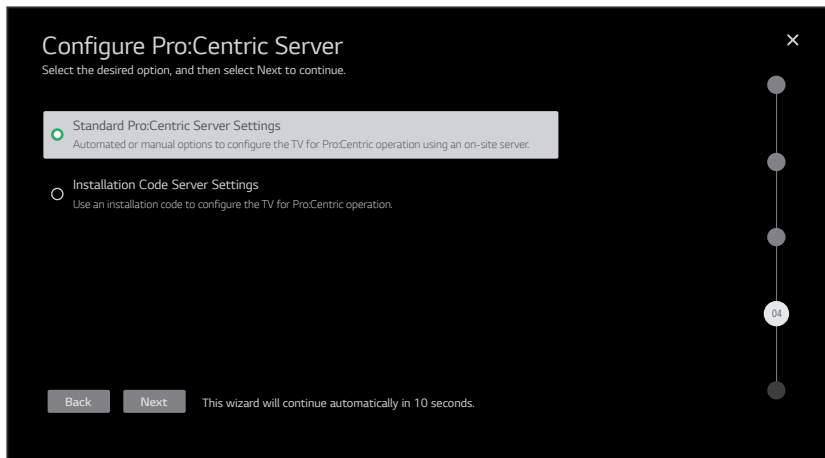 Configure Pro:Centric Server
Select the desired option, and then select Next to continue.
Standard Pro:Centric Server Settings
Automated or manual options to configure the TV for Pro:Centric operation using an on-site server.
Installation Code Server Settings
Use an installation code to configure the TV for Pro:Centric operation.
04
Back Next This wizard will continue automatically in 10 seconds.